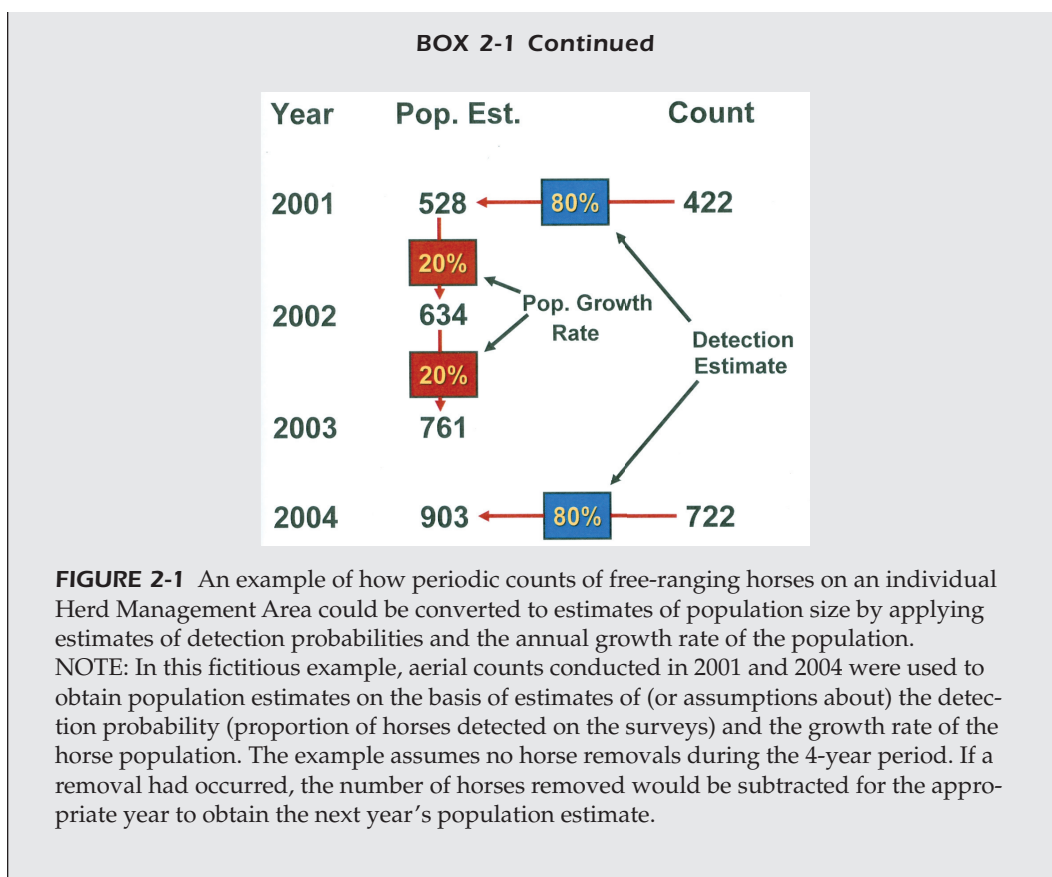 BOX 2-1 Continued
Year Pop. Est. Count
2001 528 80% 422
20%
2002 634 Pop. Growth
Rate
Detection
Estimate
20%
2003 761
2004 903 80% 722
FIGURE 2-1 An example of how periodic counts of free-ranging horses on an individual
Herd Management Area could be converted to estimates of population size by applying
estimates of detection probabilities and the annual growth rate of the population.
NOTE: In this fictitious example, aerial counts conducted in 2001 and 2004 were used to
obtain population estimates on the basis of estimates of (or assumptions about) the detec-
tion probability (proportion of horses detected on the surveys) and the growth rate of the
horse population. The example assumes no horse removals during the 4-year period. If a
removal had occurred, the number of horses removed would be subtracted for the appro-
priate year to obtain the next year's population estimate.